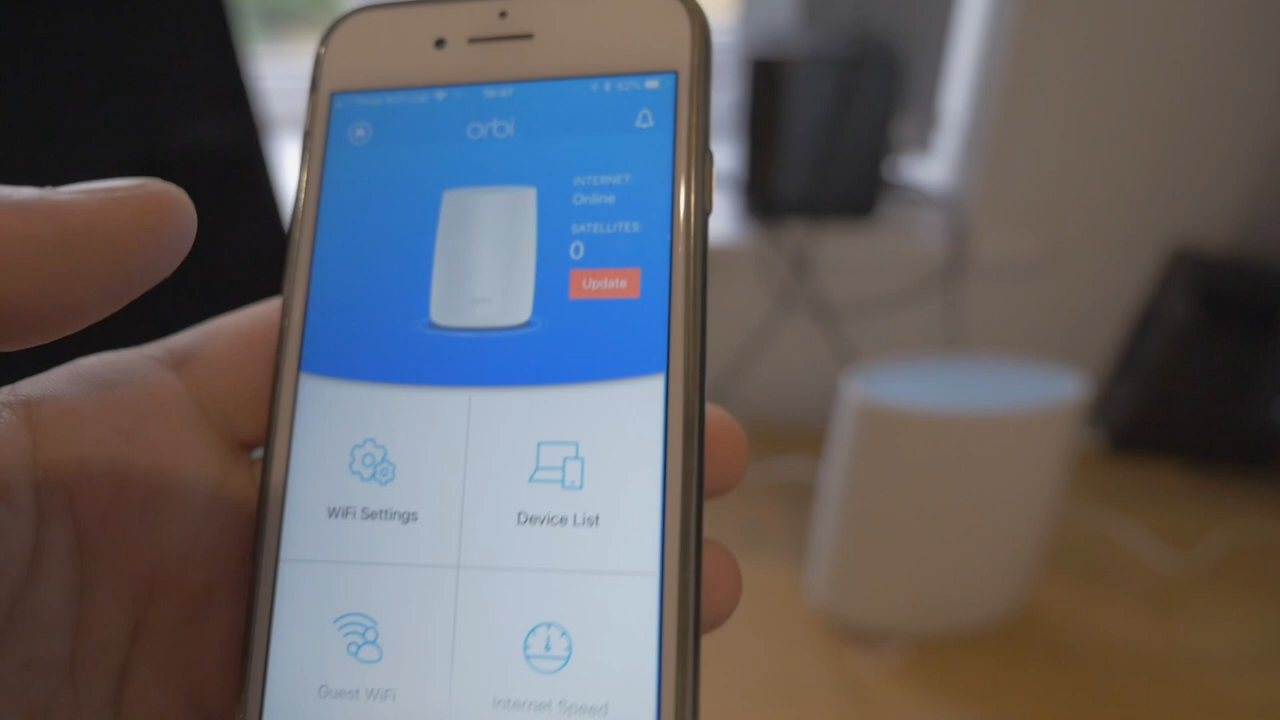 orbi
INTERNET:
Online
SATELLITES:
0
Update
WiFi Settings
Device List
Guest WiFi
Internet Speed